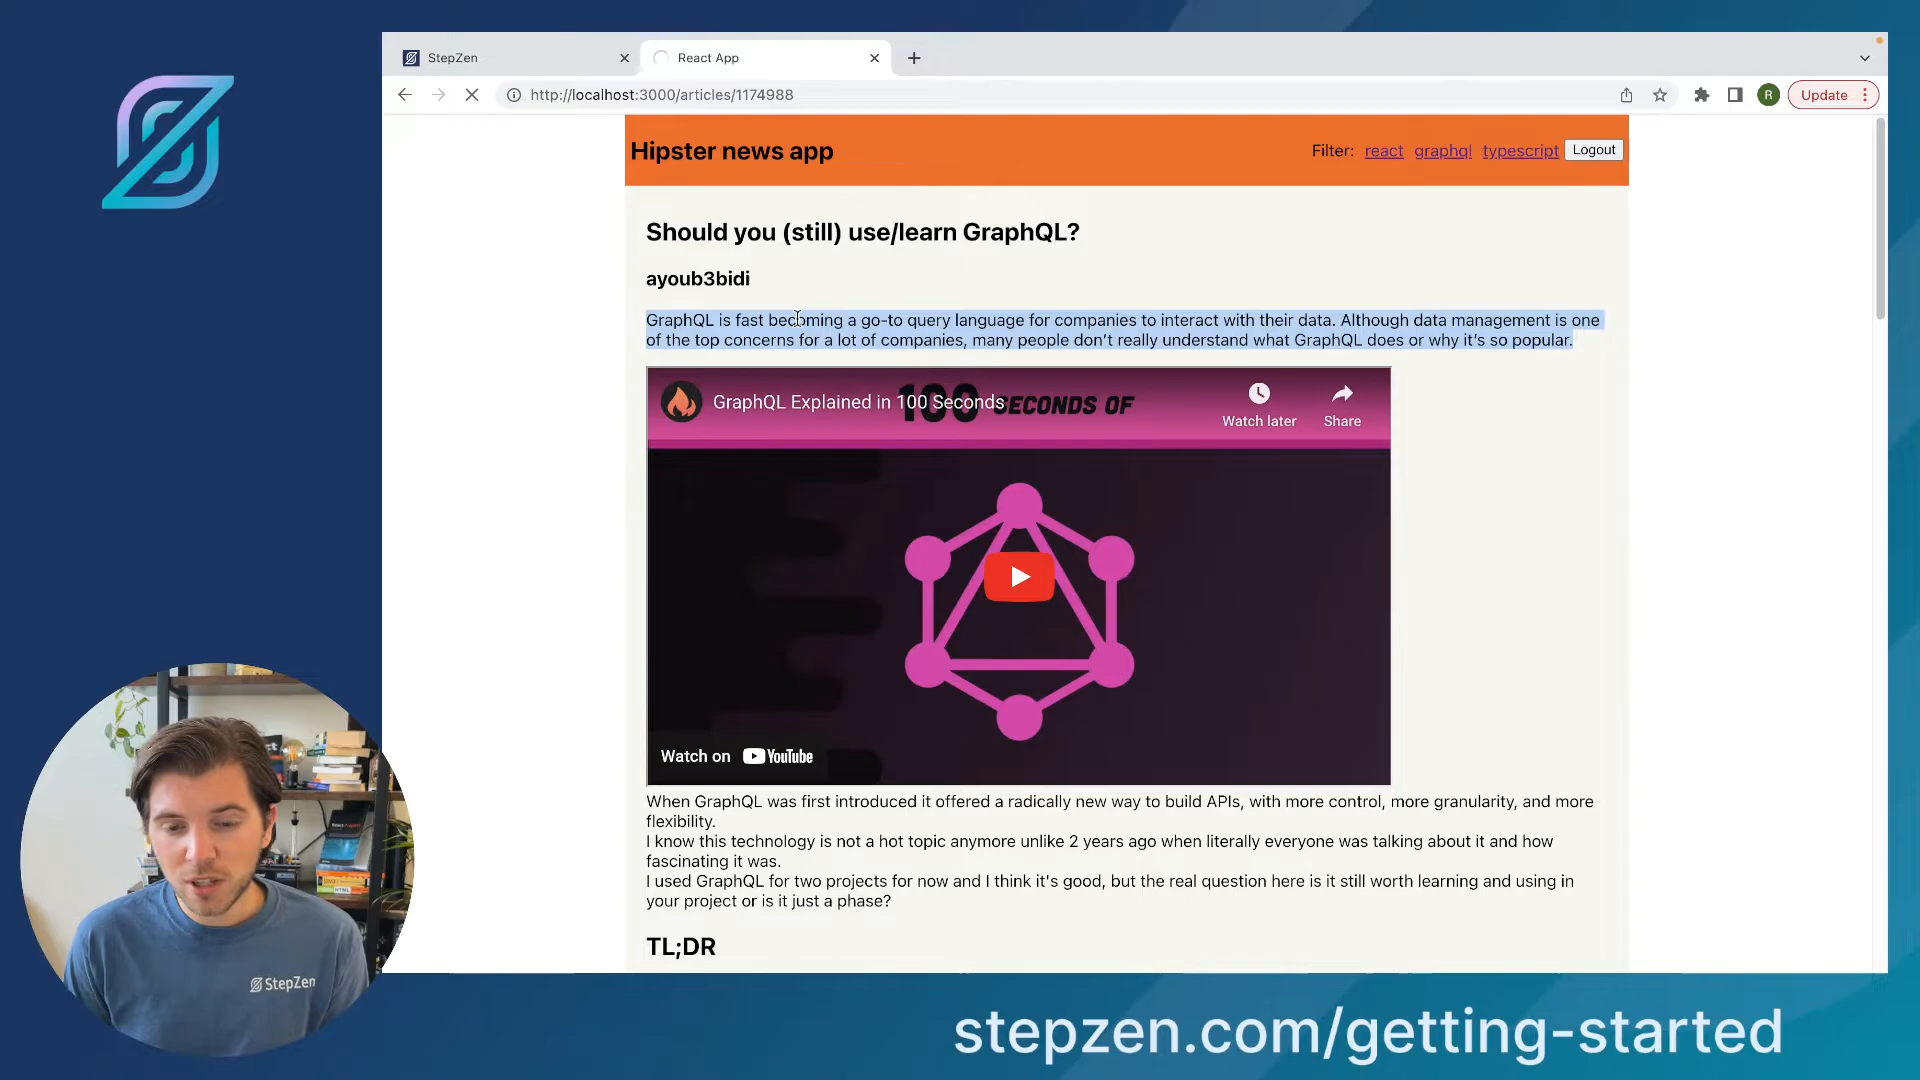 StepZen
React App
http://localhost:3000/articles/1174988
R
Update
Hipster news app
Filter: react graphql typescript Logout
Should you (still) use/learn GraphQL?
ayoub3bidi
GraphQL is fast becoming a go-to query language for companies to interact with their data. Although data management is one
of the top concerns for a lot of companies, many people don’t really understand what GraphQL does or why it’s so popular.
GraphQL Explained in 100 Seconds
100 SECONDS OF
Watch later
Share
Watch on YouTube
When GraphQL was first introduced it offered a radically new way to build APIs, with more control, more granularity, and more
flexibility.
I know this technology is not a hot topic anymore unlike 2 years ago when literally everyone was talking about it and how
fascinating it was.
I used GraphQL for two projects for now and I think it's good, but the real question here is it still worth learning and using in
your project or is it just a phase?
TL;DR
HTML
StepZen
stepzen.com/getting-started